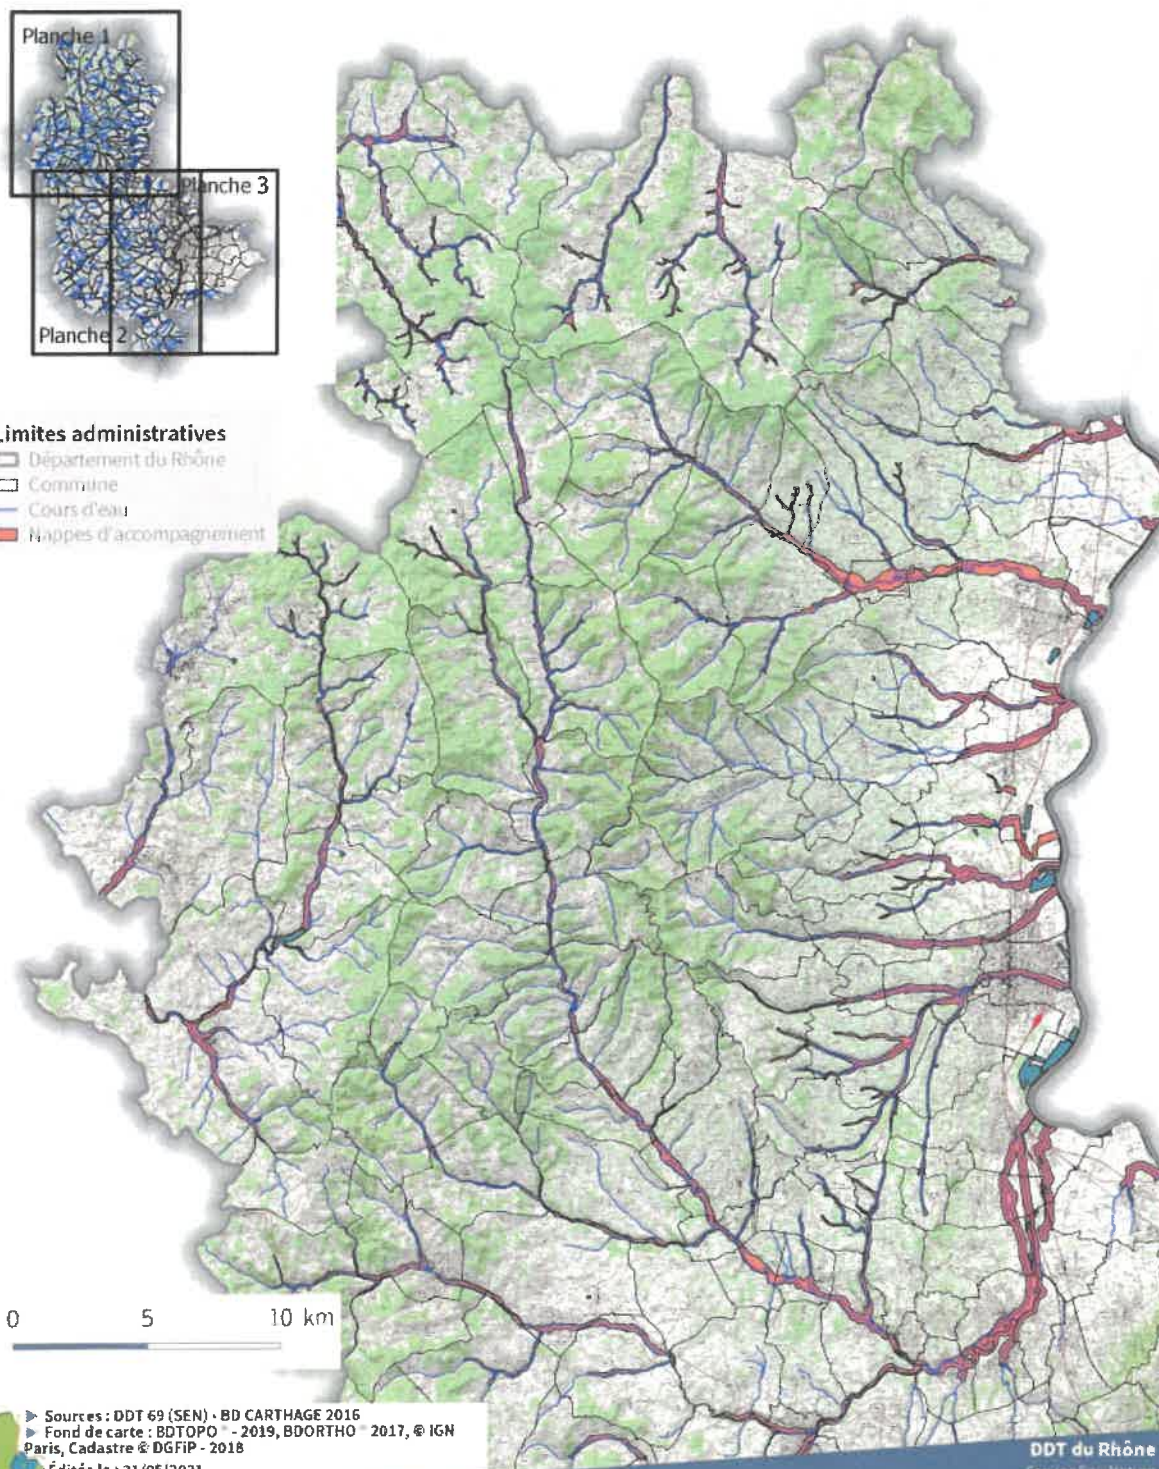 Planche 1
Planche 3
Planche 2
Limites administratives
Département du Rhône
Commune
Cours d'eau
Nappes d'accompagnement
0 5 10 km
Sources : DDT 69 (SEN) - BD CARTHAGE 2016
Fond de carte : BDTOPO ® - 2019, BDORTHO ® 2017, © IGN
Paris, Cadastre © DGFiP - 2018
DDT du Rhône